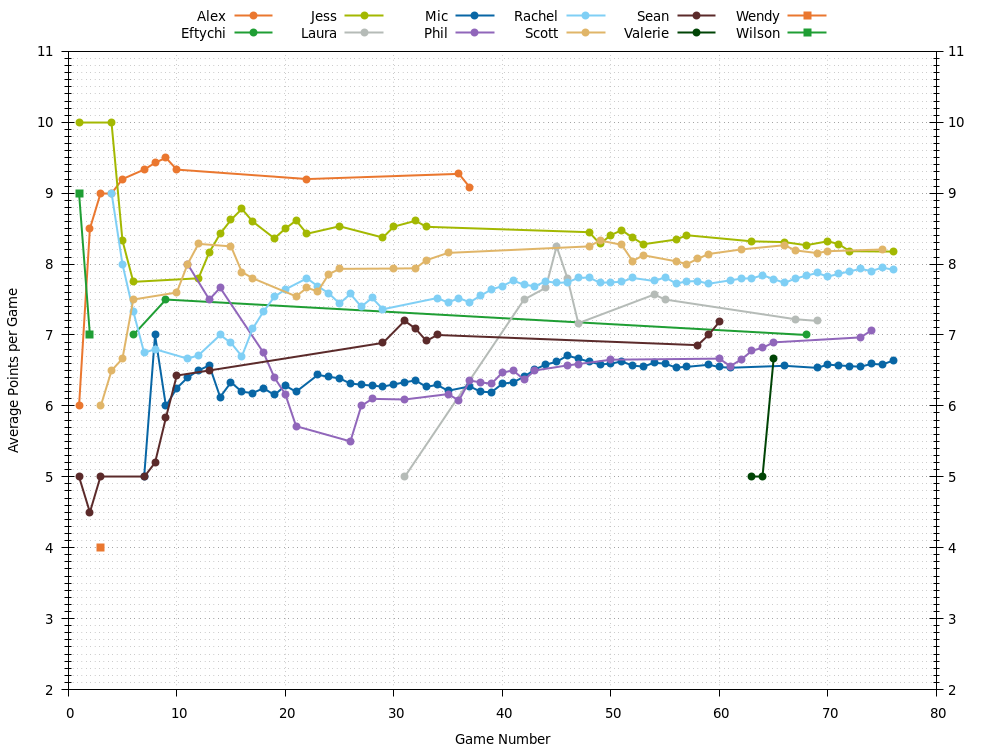 Alex Jess Mic Rachel Sean Wendy
Eftychi Laura Phil Scott Valerie Wilson
11 11
10 10
9 9
8 8
7 7
6 6
5 5
4 4
3 3
2 2
Average Points per Game
0 10 20 30 40 50 60 70 80
Game Number